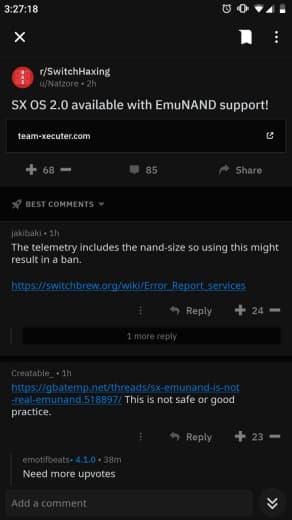 3:27:18
r/SwitchHaxing
u/Natzore • 2h
SX OS 2.0 available with EmuNAND support!
team-xecuter.com
68
85
Share
BEST COMMENTS
jakibaki • 1h
The telemetry includes the nand-size so using this might
result in a ban.
https://switchbrew.org/wiki/Error_Report_services
Reply
24
1 more reply
Creatable_ • 1h
https://gbatemp.net/threads/sx-emunand-is-not
-real-emunand.518897/ This is not safe or good
practice.
Reply
23
emotifbeats • 4.1.0 • 38m
Need more upvotes
Add a comment